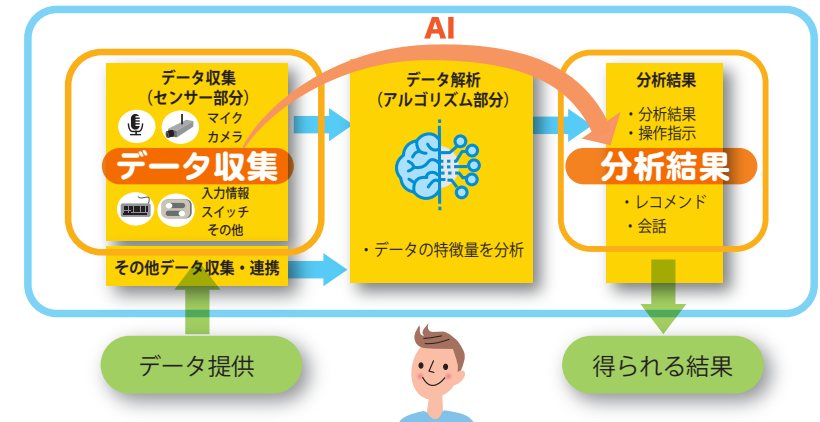 AI
データ収集
（センサー部分）
マイク
カメラ
データ収集
入力情報
スイッチ
その他
その他データ収集・連携
データ解析
（アルゴリズム部分）
・データの特徴量を分析
分析結果
・分析結果
・操作指示
分析結果
・レコメンド
・会話
データ提供
得られる結果